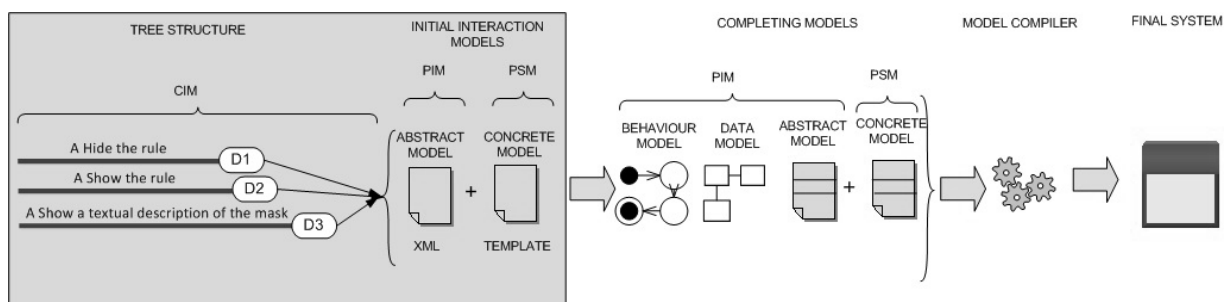 TREE STRUCTURE
INITIAL INTERACTION
MODELS
COMPLETING MODELS
MODEL COMPILER
FINAL SYSTEM
CIM
PIM
PSM
PIM
PSM
A Hide the rule
D1
A Show the rule
D2
A Show a textual description of the mask
D3
ABSTRACT
MODEL
+
CONCRETE
MODEL
XML
TEMPLATE
BEHAVIOUR
MODEL
DATA
MODEL
ABSTRACT
MODEL
+
CONCRETE
MODEL